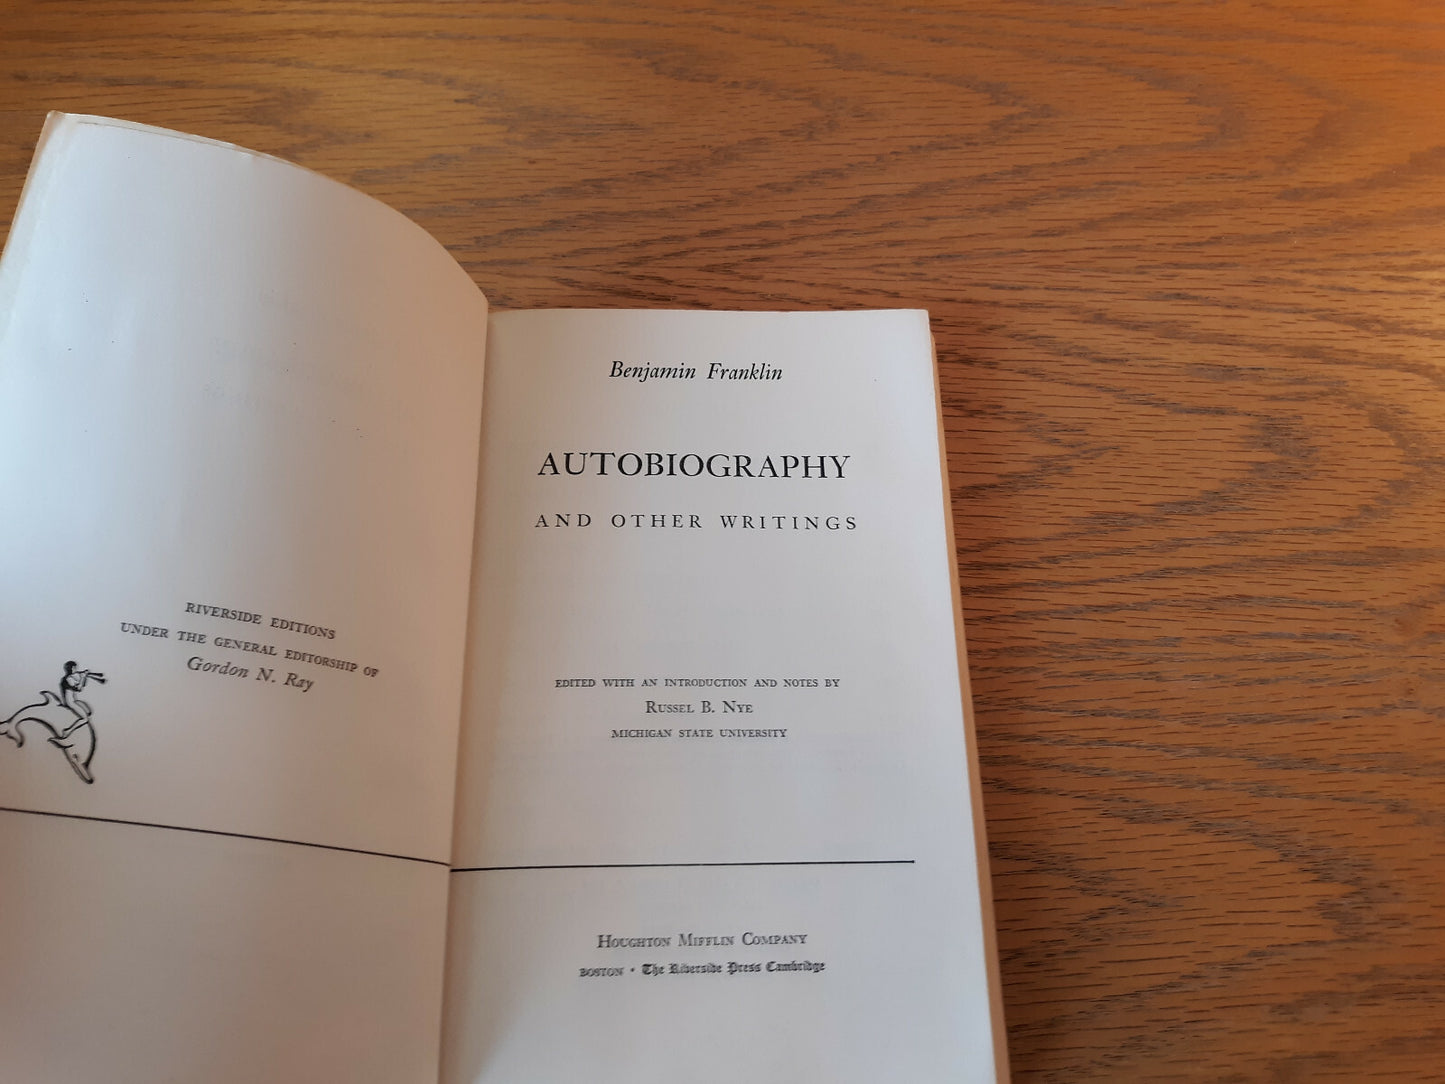 RIVERSIDE EDITIONS
UNDER THE GENERAL EDITORSHIP OF
Gordon N. Ray
Benjamin Franklin
AUTOBIOGRAPHY
AND OTHER WRITINGS
EDITED WITH AN INTRODUCTION AND NOTES BY
RUSSEL B. NYE
MICHIGAN STATE UNIVERSITY
HOUGHTON MIFFLIN COMPANY
BOSTON • The Riverside Press Cambridge